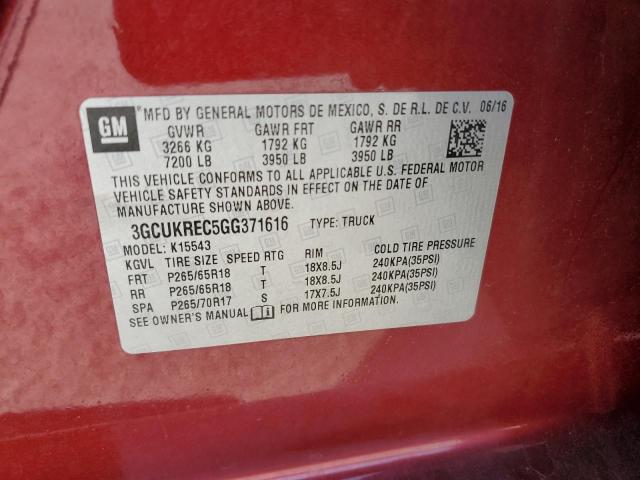 GM
*MFD BY GENERAL MOTORS DE MEXICO, S. DE R.L. DE C.V. 06/16
GVWR GAWR FRT GAWR RR
3266 KG 1792 KG 1792 KG
7200 LB 3950 LB 3950 LB
THIS VEHICLE CONFORMS TO ALL APPLICABLE U.S. FEDERAL MOTOR
VEHICLE SAFETY STANDARDS IN EFFECT ON THE DATE OF
MANUFACTURE SHOWN ABOVE.
3GCUKREC5GG371616 TYPE: TRUCK
MODEL: K15543
KGVL TIRE SIZE SPEED RTG RIM COLD TIRE PRESSURE
FRT P265/65R18 T 18X8.5J 240KPA(35PSI)
RR P265/65R18 T 18X8.5J 240KPA(35PSI)
SPA P265/70R17 S 17X7.5J 240KPA(35PSI)
SEE OWNER'S MANUAL FOR MORE INFORMATION.